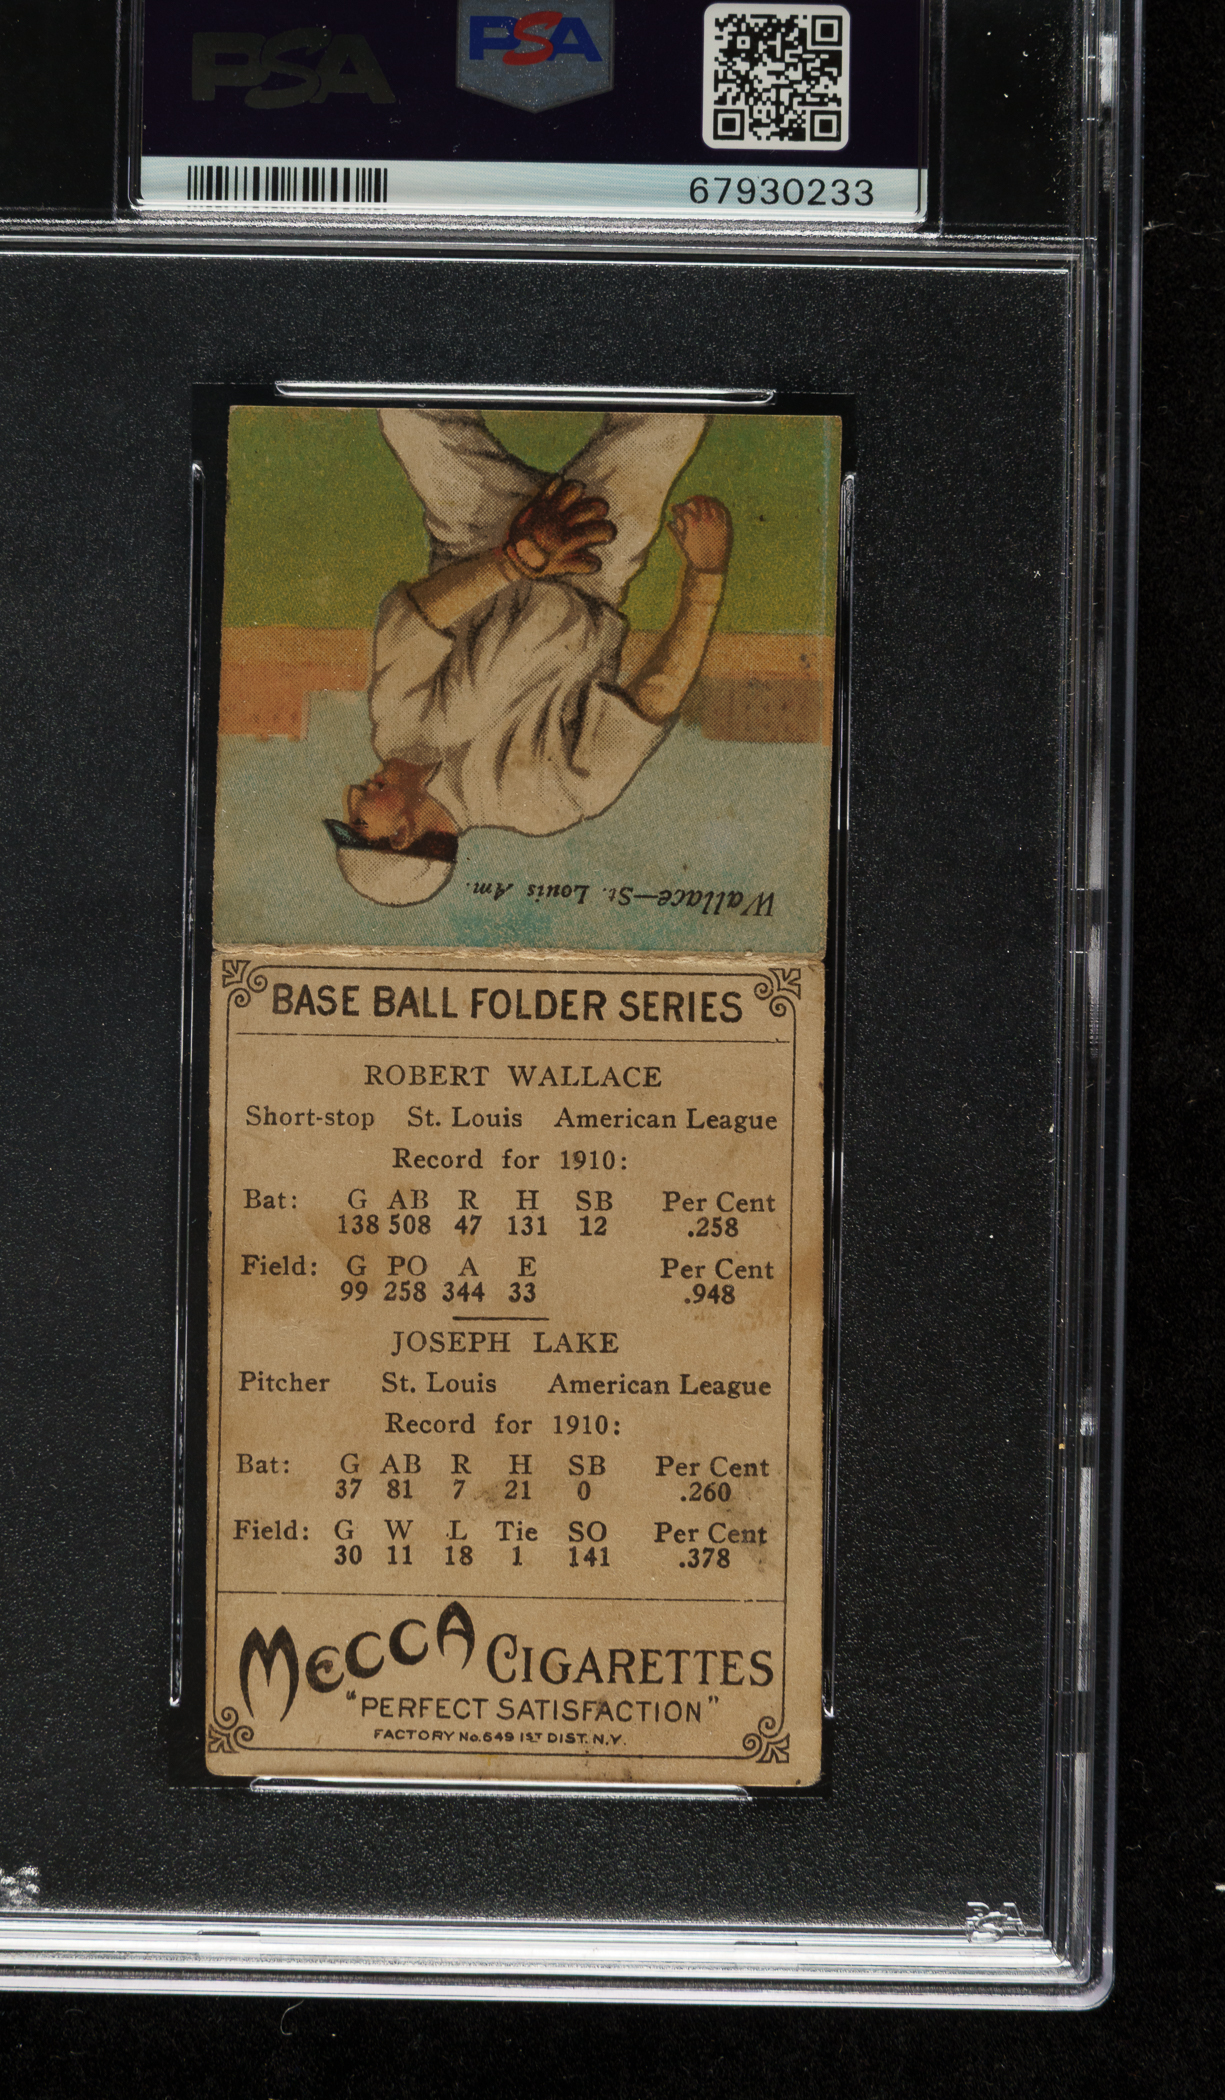 PSA
PSA
67930233
Wallace—St. Louis Am.
BASE BALL FOLDER SERIES
ROBERT WALLACE
Short-stop St. Louis American League
Record for 1910:
Bat: G AB R H SB Per Cent
138 508 47 131 12 .258
Field: G PO A E Per Cent
99 258 344 33 .948
JOSEPH LAKE
Pitcher St. Louis American League
Record for 1910:
Bat: G AB R H SB Per Cent
37 81 7 21 0 .260
Field: G W L Tie SO Per Cent
30 11 18 1 141 .378
MECCA CIGARETTES
"PERFECT SATISFACTION"
FACTORY No. 649 1ST DIST. N.Y.
PSA